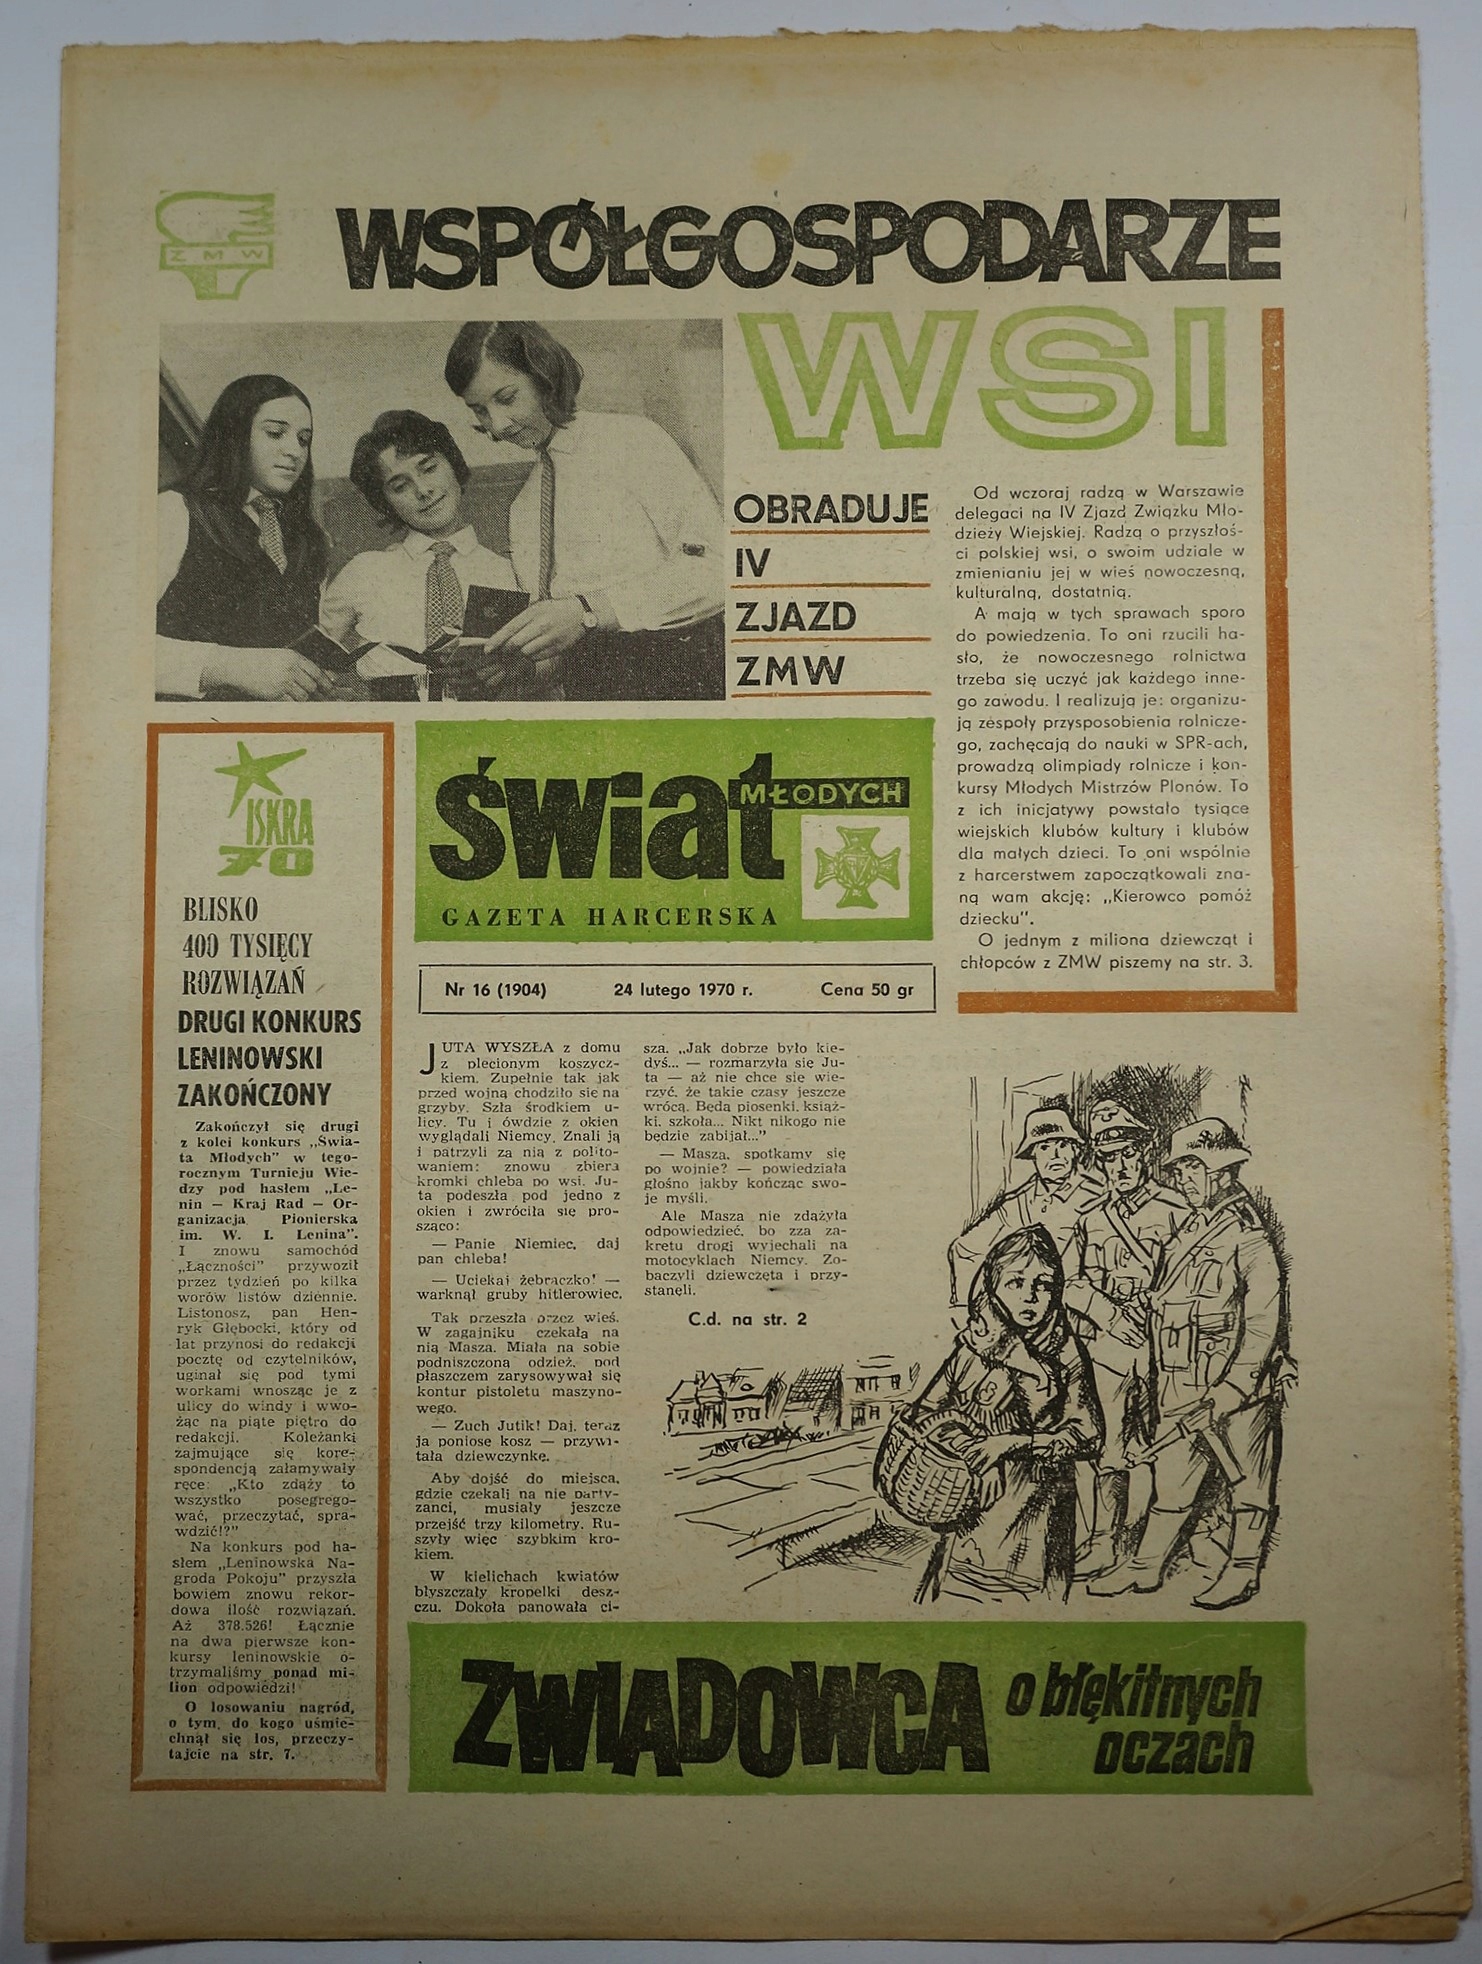 ZMW
WSPÓŁGOSPODARZE
WSI
OBRADUJE
IV
ZJAZD
ZMW
Od wczoraj radzą w Warszawie
delegaci na IV Zjazd Związku Mło-
dzieży Wiejskiej. Radzą o przyszłoś-
ci polskiej wsi, o swoim udziale w
zmienianiu jej w wieś nowoczesną,
kulturalną, dostatnią.
A mają w tych sprawach sporo
do powiedzenia. To oni rzucili ha-
sło, że nowoczesnego rolnictwa
trzeba się uczyć jak każdego inne-
go zawodu. I realizują je: organizu-
ją zespoły przysposobienia rolnicze-
go, zachęcają do nauki w SPR-ach,
prowadzą olimpiady rolnicze i kon-
kursy Młodych Mistrzów Plonów. To
z ich inicjatywy powstało tysiące
wiejskich klubów kultury i klubów
dla małych dzieci. To oni wspólnie
z harcerstwem zapoczątkowali zna-
ną wam akcję: „Kierowco pomóż
dziecku”.
O jednym z miliona dziewcząt i
chłopców z ZMW piszemy na str. 3.
ISKRA
70
BLISKO
400 TYSIĘCY
ROZWIĄZAŃ
DRUGI KONKURS
LENINOWSKI
ZAKOŃCZONY
Zakończył się drugi
z kolei konkurs „Świa-
ta Młodych” w tego-
rocznym Turnieju Wie-
dzy pod hasłem „Le-
nin — Kraj Rad — Or-
ganizacja Pionierska
im. W. I. Lenina”.
I znowu samochód
„Łączności” przywoził
przez tydzień po kilka
worów listów dziennie.
Listonosz, pan Hen-
ryk Głębocki, który od
lat przynosi do redakcji
pocztę od czytelników,
uginał się pod tymi
workami wnosząc je z
ulicy do windy i wwo-
żąc na piąte piętro do
redakcji. Koleżanki
zajmujące się kore-
spondencją załamywały
ręce: „Kto zdąży to
wszystko posegrego-
wać, przeczytać, spra-
wdzić!?”
Na konkurs pod ha-
słem „Leninowska Na-
groda Pokoju” przyszła
bowiem znowu rekor-
dowa ilość rozwiązań.
Aż 378.526! Łącznie
na dwa pierwsze kon-
kursy leninowskie o-
trzymaliśmy ponad mi-
lion odpowiedzi!
O losowaniu nagród,
o tym, do kogo uśmie-
chnął się los, przeczy-
tajcie na str. 7.
Świat
MŁODYCH
GAZETA HARCERSKA
Nr 16 (1904) 24 lutego 1970 r. Cena 50 gr
JUTA WYSZŁA z domu
z plecionym koszycz-
kiem. Zupełnie tak jak
przed wojną chodziło się na
grzyby. Szła środkiem u-
licy. Tu i ówdzie z okien
wyglądali Niemcy. Znali ją
i patrzyli za nią z polito-
waniem: znowu zbiera
kromki chleba po wsi. Ju-
ta podeszła pod jedno z
okien i zwróciła się pro-
sząco:
— Panie Niemiec, daj
pan chleba!
— Uciekaj żebraczko! —
warknął gruby hitlerowiec.
Tak przeszła przez wieś.
W zagajniku czekała na
nią Masza. Miała na sobie
podniszczoną odzież, pod
płaszczem zarysowywał się
kontur pistoletu maszyno-
wego.
— Zuch Jutik! Daj, teraz
ja poniosę kosz — przywi-
tała dziewczynkę.
Aby dojść do miejsca,
gdzie czekali na nie party-
zanci, musiały jeszcze
przejść trzy kilometry. Ru-
szyły więc szybkim kro-
kiem.
W kielichach kwiatów
błyszczały kropelki desz-
czu. Dokoła panowała ci-
sza. „Jak dobrze było kie-
dyś... — rozmarzyła się Ju-
ta — aż nie chce się wie-
rzyć, że takie czasy jeszcze
wrócą. Będą piosenki, książ-
ki, szkoła... Nikt nikogo nie
będzie zabijał...”
— Masza, spotkamy się
po wojnie? — powiedziała
głośno jakby kończąc swo-
je myśli.
Ale Masza nie zdążyła
odpowiedzieć, bo zza za-
krętu drogi wyjechali na
motocyklach Niemcy. Zo-
baczyli dziewczęta i przy-
stanęli.
C.d. na str. 2
ZWIADOWCA
o błękitnych
oczach